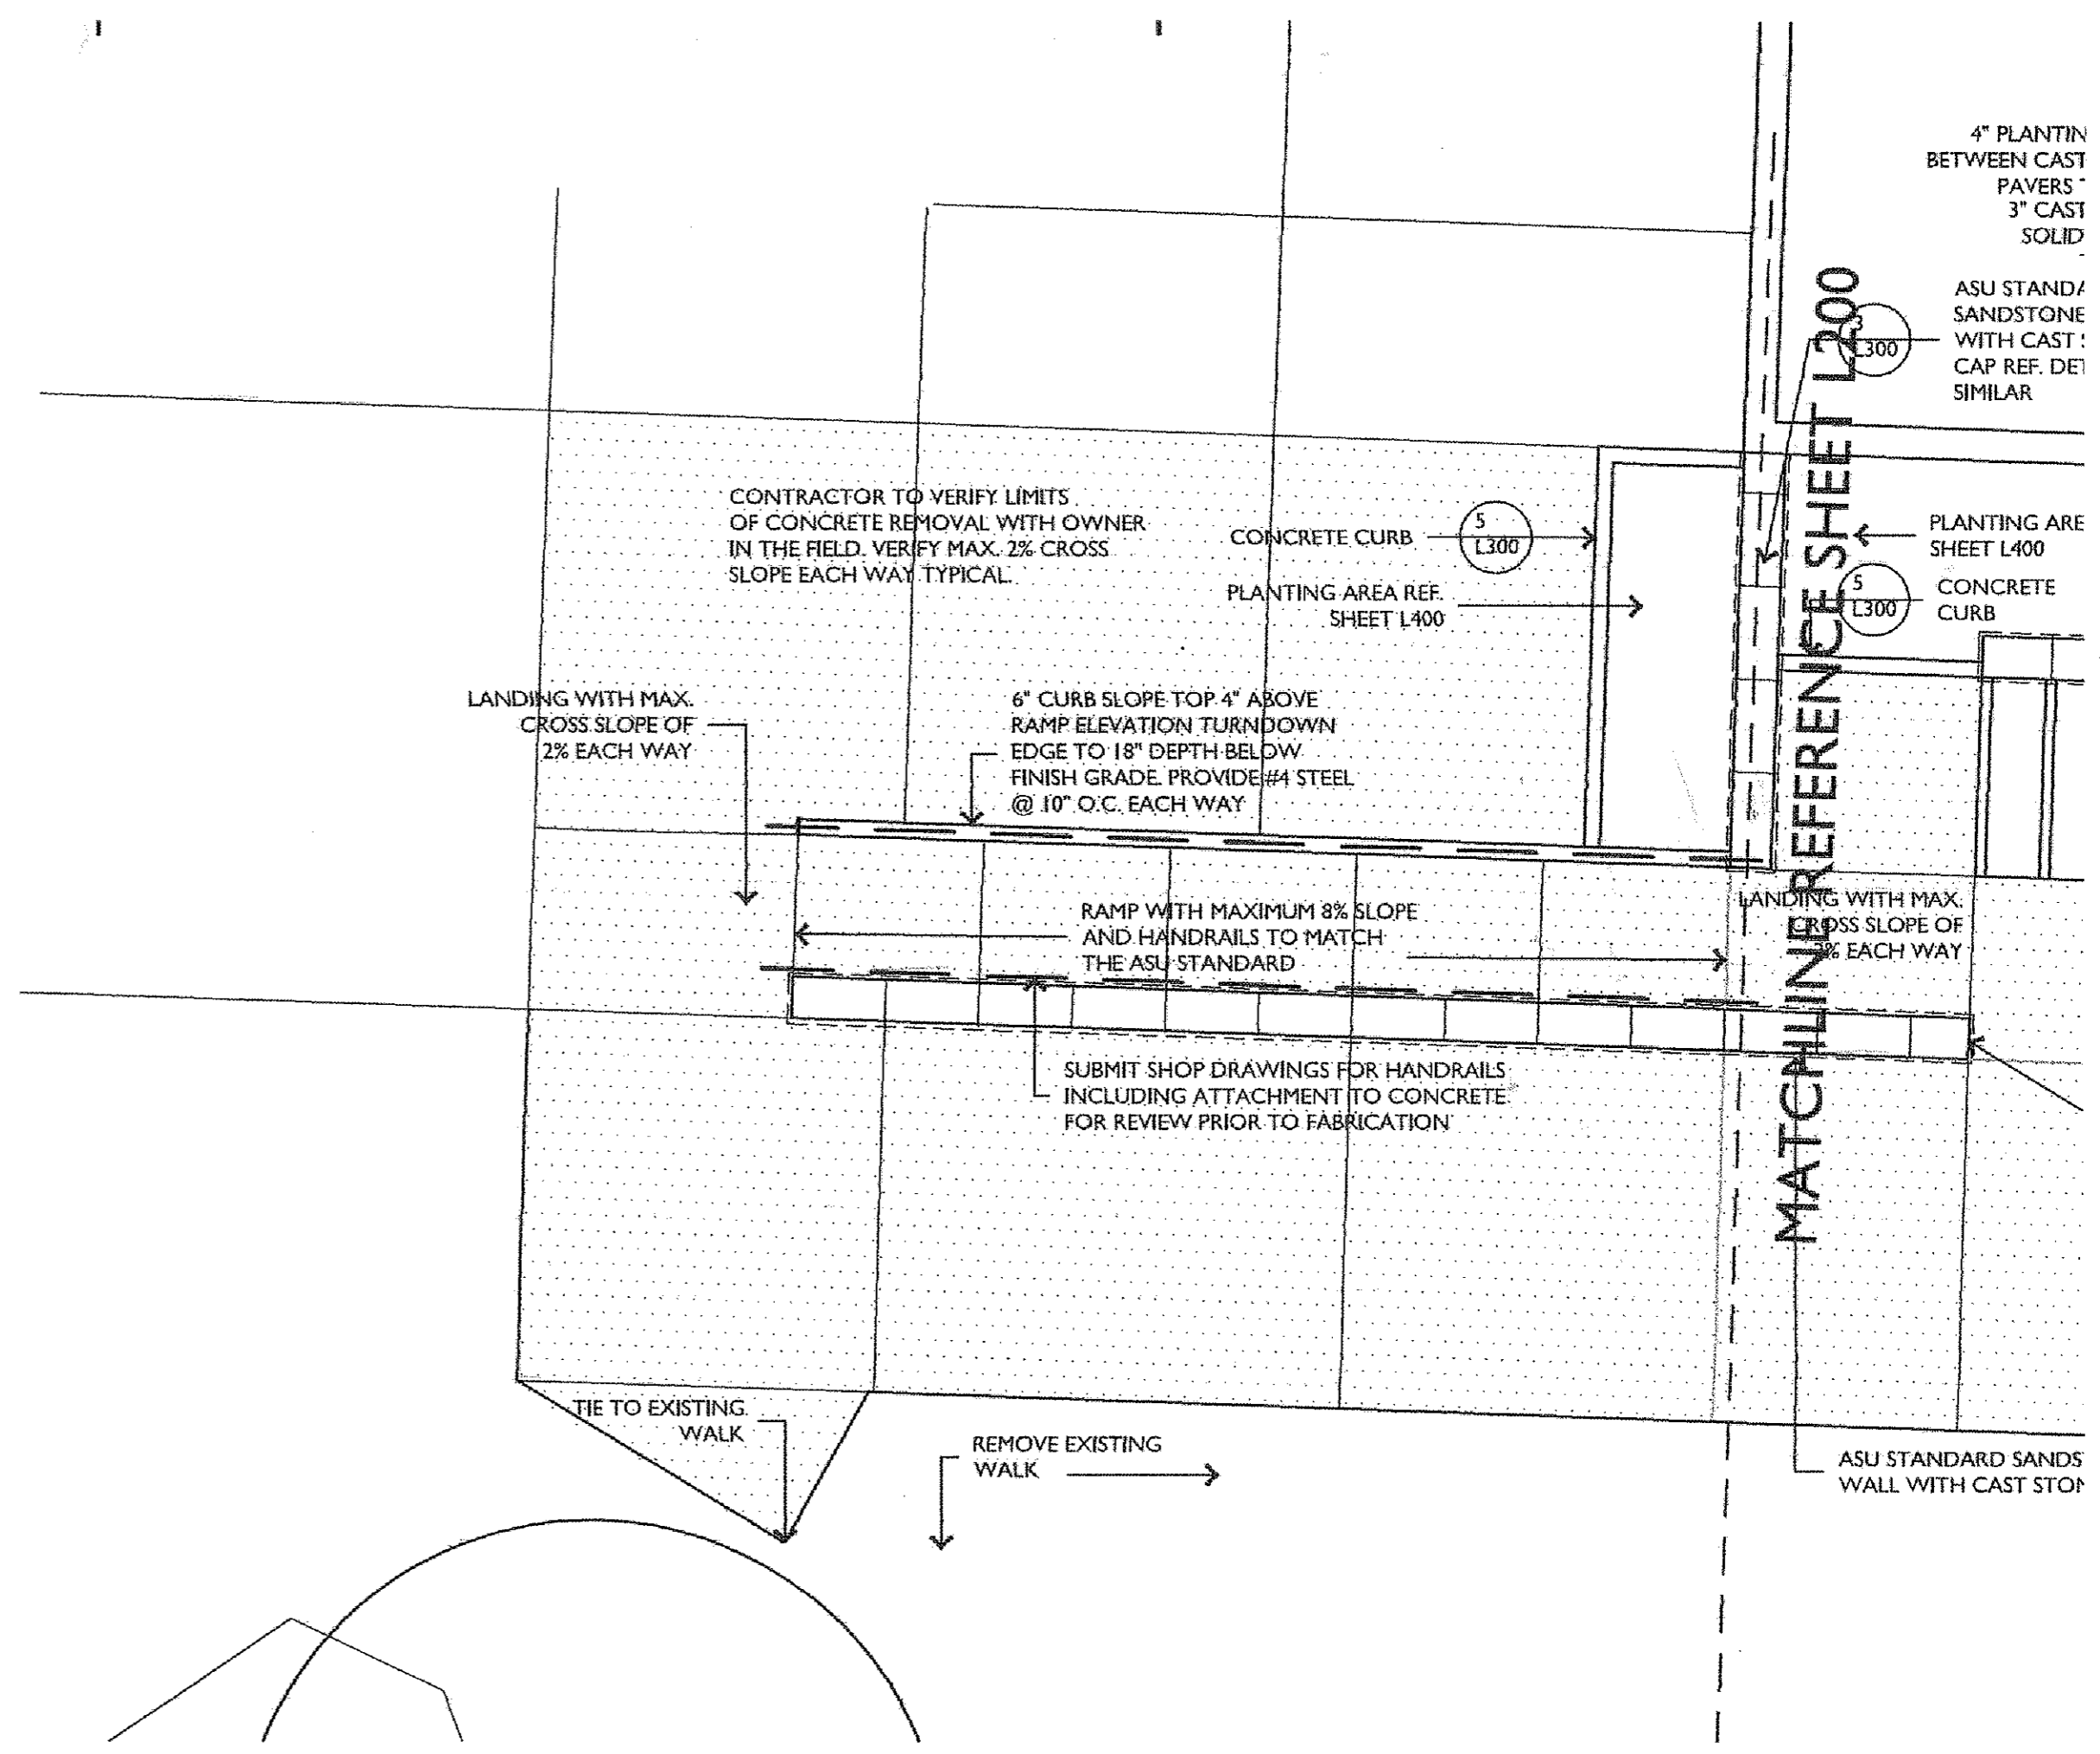 4" PLANTIN
BETWEEN CAST
PAVERS
3" CAST
SOLID
ASU STANDA
SANDSTONE
WITH CAST
CAP REF. DET
SIMILAR
3
L300
MATCHLINE REFERENCE SHEET L200
CONTRACTOR TO VERIFY LIMITS
OF CONCRETE REMOVAL WITH OWNER
IN THE FIELD. VERIFY MAX. 2% CROSS
SLOPE EACH WAY TYPICAL.
CONCRETE CURB
5
L300
PLANTING AREA REF.
SHEET L400
PLANTING ARE
SHEET L400
5
L300
CONCRETE
CURB
LANDING WITH MAX.
CROSS SLOPE OF
2% EACH WAY
6" CURB SLOPE TOP 4" ABOVE
RAMP ELEVATION TURNDOWN
EDGE TO 18" DEPTH BELOW
FINISH GRADE. PROVIDE #4 STEEL
@ 10" O.C. EACH WAY
RAMP WITH MAXIMUM 8% SLOPE
AND HANDRAILS TO MATCH
THE ASU STANDARD
LANDING WITH MAX.
CROSS SLOPE OF
2% EACH WAY
SUBMIT SHOP DRAWINGS FOR HANDRAILS
INCLUDING ATTACHMENT TO CONCRETE
FOR REVIEW PRIOR TO FABRICATION
TIE TO EXISTING
WALK
REMOVE EXISTING
WALK
ASU STANDARD SANDS
WALL WITH CAST STON